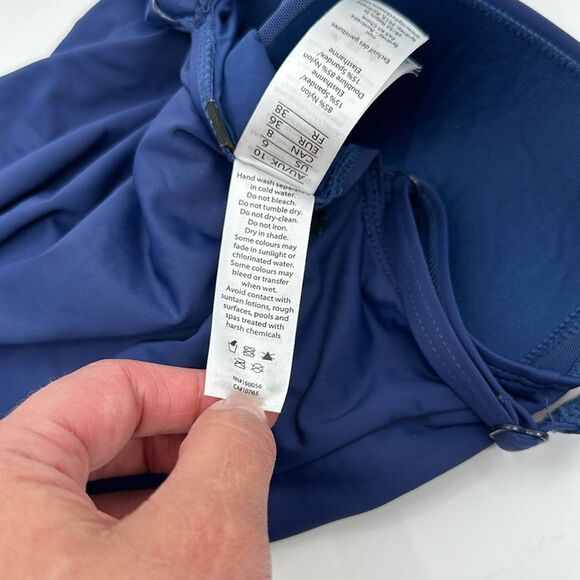 Exclusif des garnitures
85% Nylon
15% Spandex/
Elasthanne
Doublure 85% Nylon
15% Spandex/
Elasthanne
AU/UK 10
US 6
CAN 8
EUR 36
FR 38
Hand wash separately
in cold water.
Do not bleach.
Do not tumble dry.
Do not dry-clean.
Do not Iron.
Dry in shade.
Some colours may
fade in sunlight or
chlorinated water.
Some colours may
bleed or transfer
when wet.
Avoid contact with
suntan lotions, rough
surfaces, pools and
spas treated with
harsh chemicals
RN#160056
CA#10765